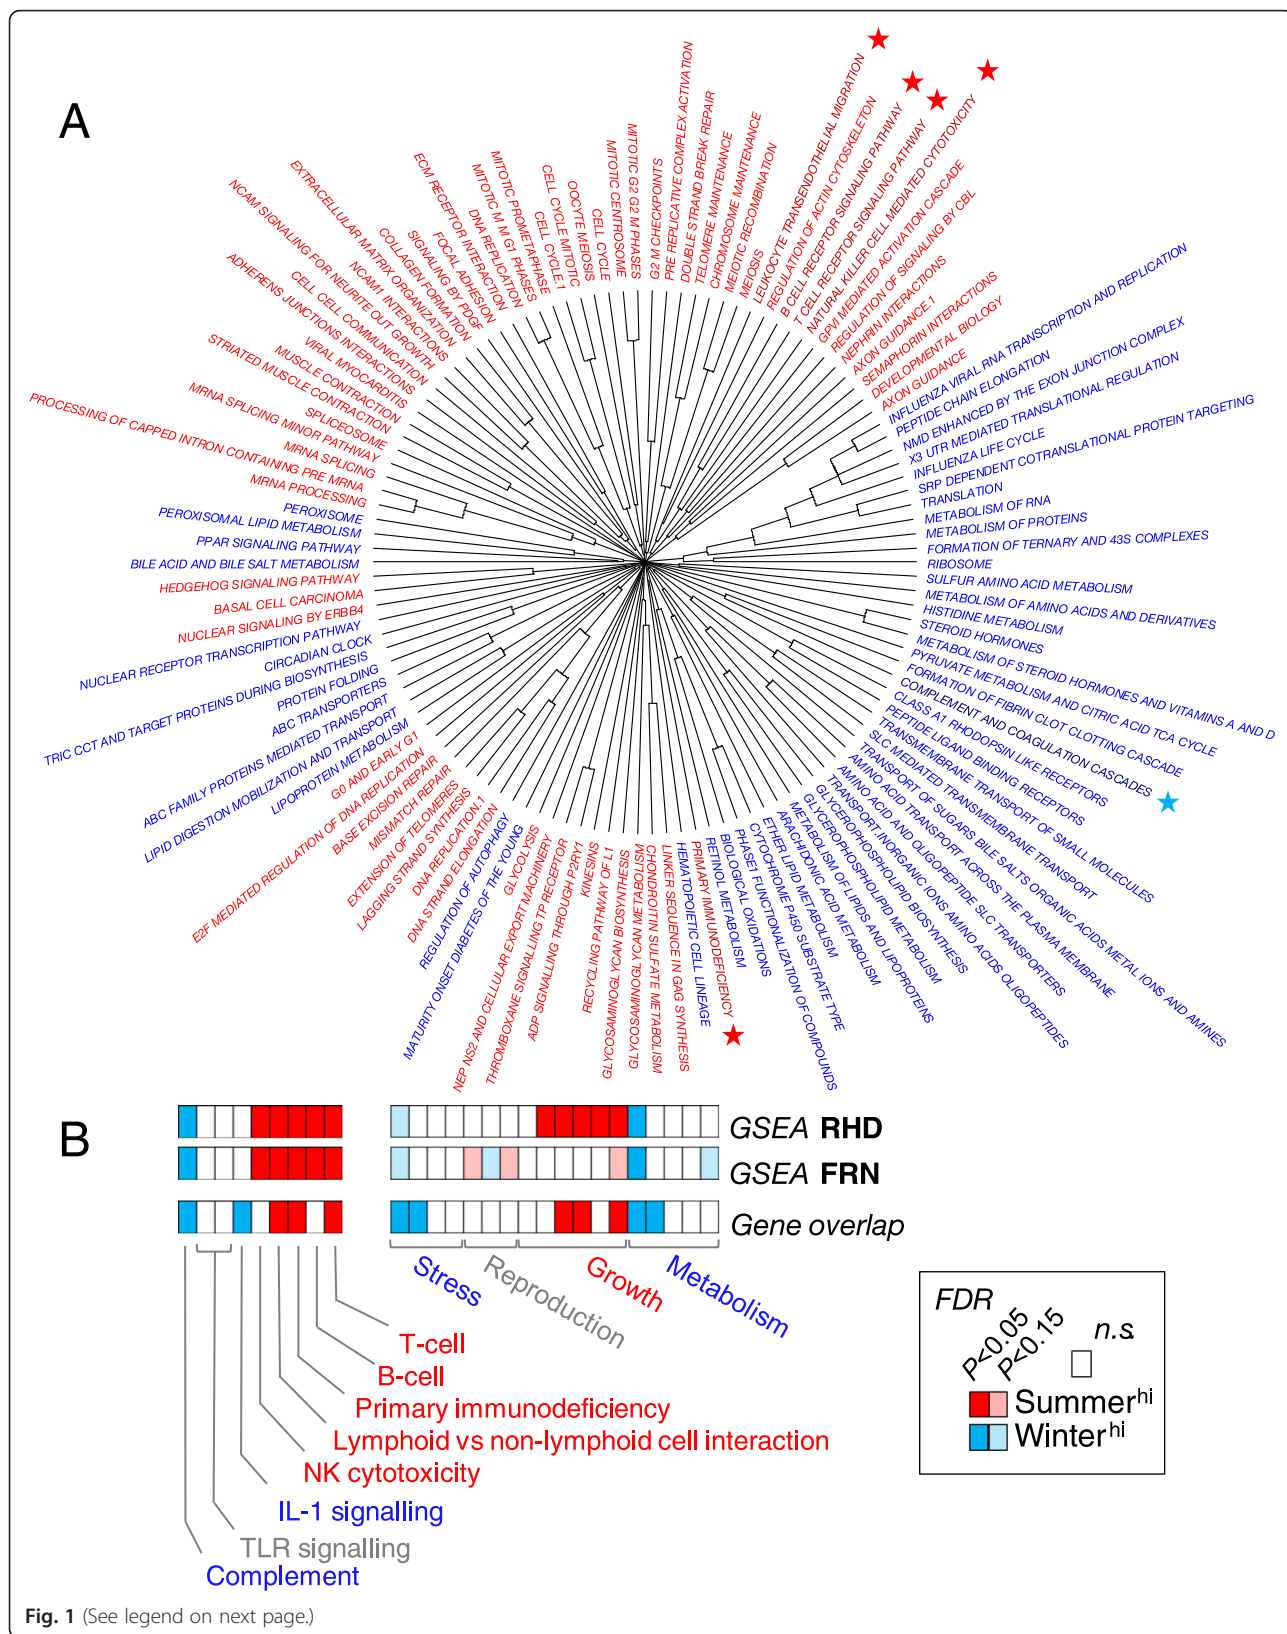 A
MITOTIC G2 G2 M PHASES
G2 M CHECKPOINTS
PRE REPLICATIVE COMPLEX ACTIVATION
DOUBLE STRAND BREAK REPAIR
TELOMERE MAINTENANCE
CHROMOSOME MAINTENANCE
MEIOTIC RECOMBINATION
MEIOSIS
LEUKOCYTE TRANSENDOTHELIAL MIGRATION
REGULATION OF ACTIN CYTOSKELETON
B CELL RECEPTOR SIGNALING PATHWAY
T CELL RECEPTOR SIGNALING PATHWAY
NATURAL KILLER CELL MEDIATED CYTOTOXICITY
GPVI MEDIATED ACTIVATION CASCADE
REGULATION OF SIGNALING BY CBL
NEPHRIN INTERACTIONS
AXON GUIDANCE.1
SEMAPHORIN INTERACTIONS
DEVELOPMENTAL BIOLOGY
AXON GUIDANCE
INFLUENZA VIRAL RNA TRANSCRIPTION AND REPLICATION
PEPTIDE CHAIN ELONGATION
NMD ENHANCED BY THE EXON JUNCTION COMPLEX
X3 UTR MEDIATED TRANSLATIONAL REGULATION
INFLUENZA LIFE CYCLE
SRP DEPENDENT COTRANSLATIONAL PROTEIN TARGETING
TRANSLATION
METABOLISM OF RNA
METABOLISM OF PROTEINS
FORMATION OF TERNARY AND 43S COMPLEXES
RIBOSOME
SULFUR AMINO ACID METABOLISM
METABOLISM OF AMINO ACIDS AND DERIVATIVES
HISTIDINE METABOLISM
STEROID HORMONES
METABOLISM OF STEROID HORMONES AND VITAMINS A AND D
PYRUVATE METABOLISM AND CITRIC ACID TCA CYCLE
FORMATION OF FIBRIN CLOT CLOTTING CASCADE
COMPLEMENT AND COAGULATION CASCADES
CLASS A1 RHODOPSIN LIKE RECEPTORS
PEPTIDE LIGAND BINDING RECEPTORS
TRANSMEMBRANE TRANSPORT OF SMALL MOLECULES
SLC MEDIATED TRANSMEMBRANE TRANSPORT
TRANSPORT OF SUGARS BILE SALTS ORGANIC ACIDS METAL IONS AND AMINES
AMINO ACID TRANSPORT ACROSS THE PLASMA MEMBRANE
AMINO ACID AND OLIGOPEPTIDE SLC TRANSPORTERS
TRANSPORT INORGANIC IONS AMINO ACIDS OLIGOPEPTIDES
GLYCEROPHOSPHOLIPID BIOSYNTHESIS
GLYCEROPHOSPHOLIPID METABOLISM
METABOLISM OF LIPIDS AND LIPOPROTEINS
ARACHIDONIC ACID METABOLISM
ETHER LIPID METABOLISM
CYTOCHROME P450 SUBSTRATE TYPE
PHASE1 FUNCTIONALIZATION OF COMPOUNDS
BIOLOGICAL OXIDATIONS
RETINOL METABOLISM
PRIMARY IMMUNODEFICIENCY
HEMATOPOIETIC CELL LINEAGE
LINKER SEQUENCE IN GAG SYNTHESIS
CHONDROITIN SULFATE METABOLISM
GLYCOSAMINOGLYCAN METABOLISM
GLYCOSAMINOGLYCAN BIOSYNTHESIS
RECYCLING PATHWAY OF L1
KINESINS
ADP SIGNALLING THROUGH P2RY1
THROMBOXANE SIGNALLING TP RECEPTOR
NEP NS2 AND CELLULAR EXPORT MACHINERY
GLYCOLYSIS
MATURITY ONSET DIABETES OF THE YOUNG
REGULATION OF AUTOPHAGY
DNA STRAND ELONGATION
DNA REPLICATION.1
LAGGING STRAND SYNTHESIS
EXTENSION OF TELOMERES
MISMATCH REPAIR
BASE EXCISION REPAIR
E2F MEDIATED REGULATION OF DNA REPLICATION
G0 AND EARLY G1
LIPOPROTEIN METABOLISM
LIPID DIGESTION MOBILIZATION AND TRANSPORT
ABC FAMILY PROTEINS MEDIATED TRANSPORT
ABC TRANSPORTERS
PROTEIN FOLDING
TRIC CCT AND TARGET PROTEINS DURING BIOSYNTHESIS
CIRCADIAN CLOCK
NUCLEAR RECEPTOR TRANSCRIPTION PATHWAY
NUCLEAR SIGNALING BY ERBB4
BASAL CELL CARCINOMA
HEDGEHOG SIGNALING PATHWAY
BILE ACID AND BILE SALT METABOLISM
PPAR SIGNALING PATHWAY
PEROXISOMAL LIPID METABOLISM
PEROXISOME
MRNA PROCESSING
PROCESSING OF CAPPED INTRON CONTAINING PRE MRNA
MRNA SPLICING
MRNA SPLICING MINOR PATHWAY
SPLICEOSOME
STRIATED MUSCLE CONTRACTION
MUSCLE CONTRACTION
VIRAL MYOCARDITIS
ADHERENS JUNCTIONS INTERACTIONS
CELL CELL COMMUNICATION
NCAM SIGNALING FOR NEURITE OUT GROWTH
NCAM1 INTERACTIONS
EXTRACELLULAR MATRIX ORGANIZATION
COLLAGEN FORMATION
SIGNALING BY PDGF
FOCAL ADHESION
ECM RECEPTOR INTERACTION
DNA REPLICATION
MITOTIC M M G1 PHASES
MITOTIC PROMETAPHASE
CELL CYCLE.1
CELL CYCLE MITOTIC
OOCYTE MEIOSIS
CELL CYCLE
MITOTIC CENTROSOME
B
GSEA RHD
GSEA FRN
Gene overlap
Stress
Reproduction
Growth
Metabolism
T-cell
B-cell
Primary immunodeficiency
Lymphoid vs non-lymphoid cell interaction
NK cytotoxicity
IL-1 signalling
TLR signalling
Complement
FDR
P<0.05
P<0.15
n.s.
Summer hi
Winter hi
Fig. 1 (See legend on next page.)